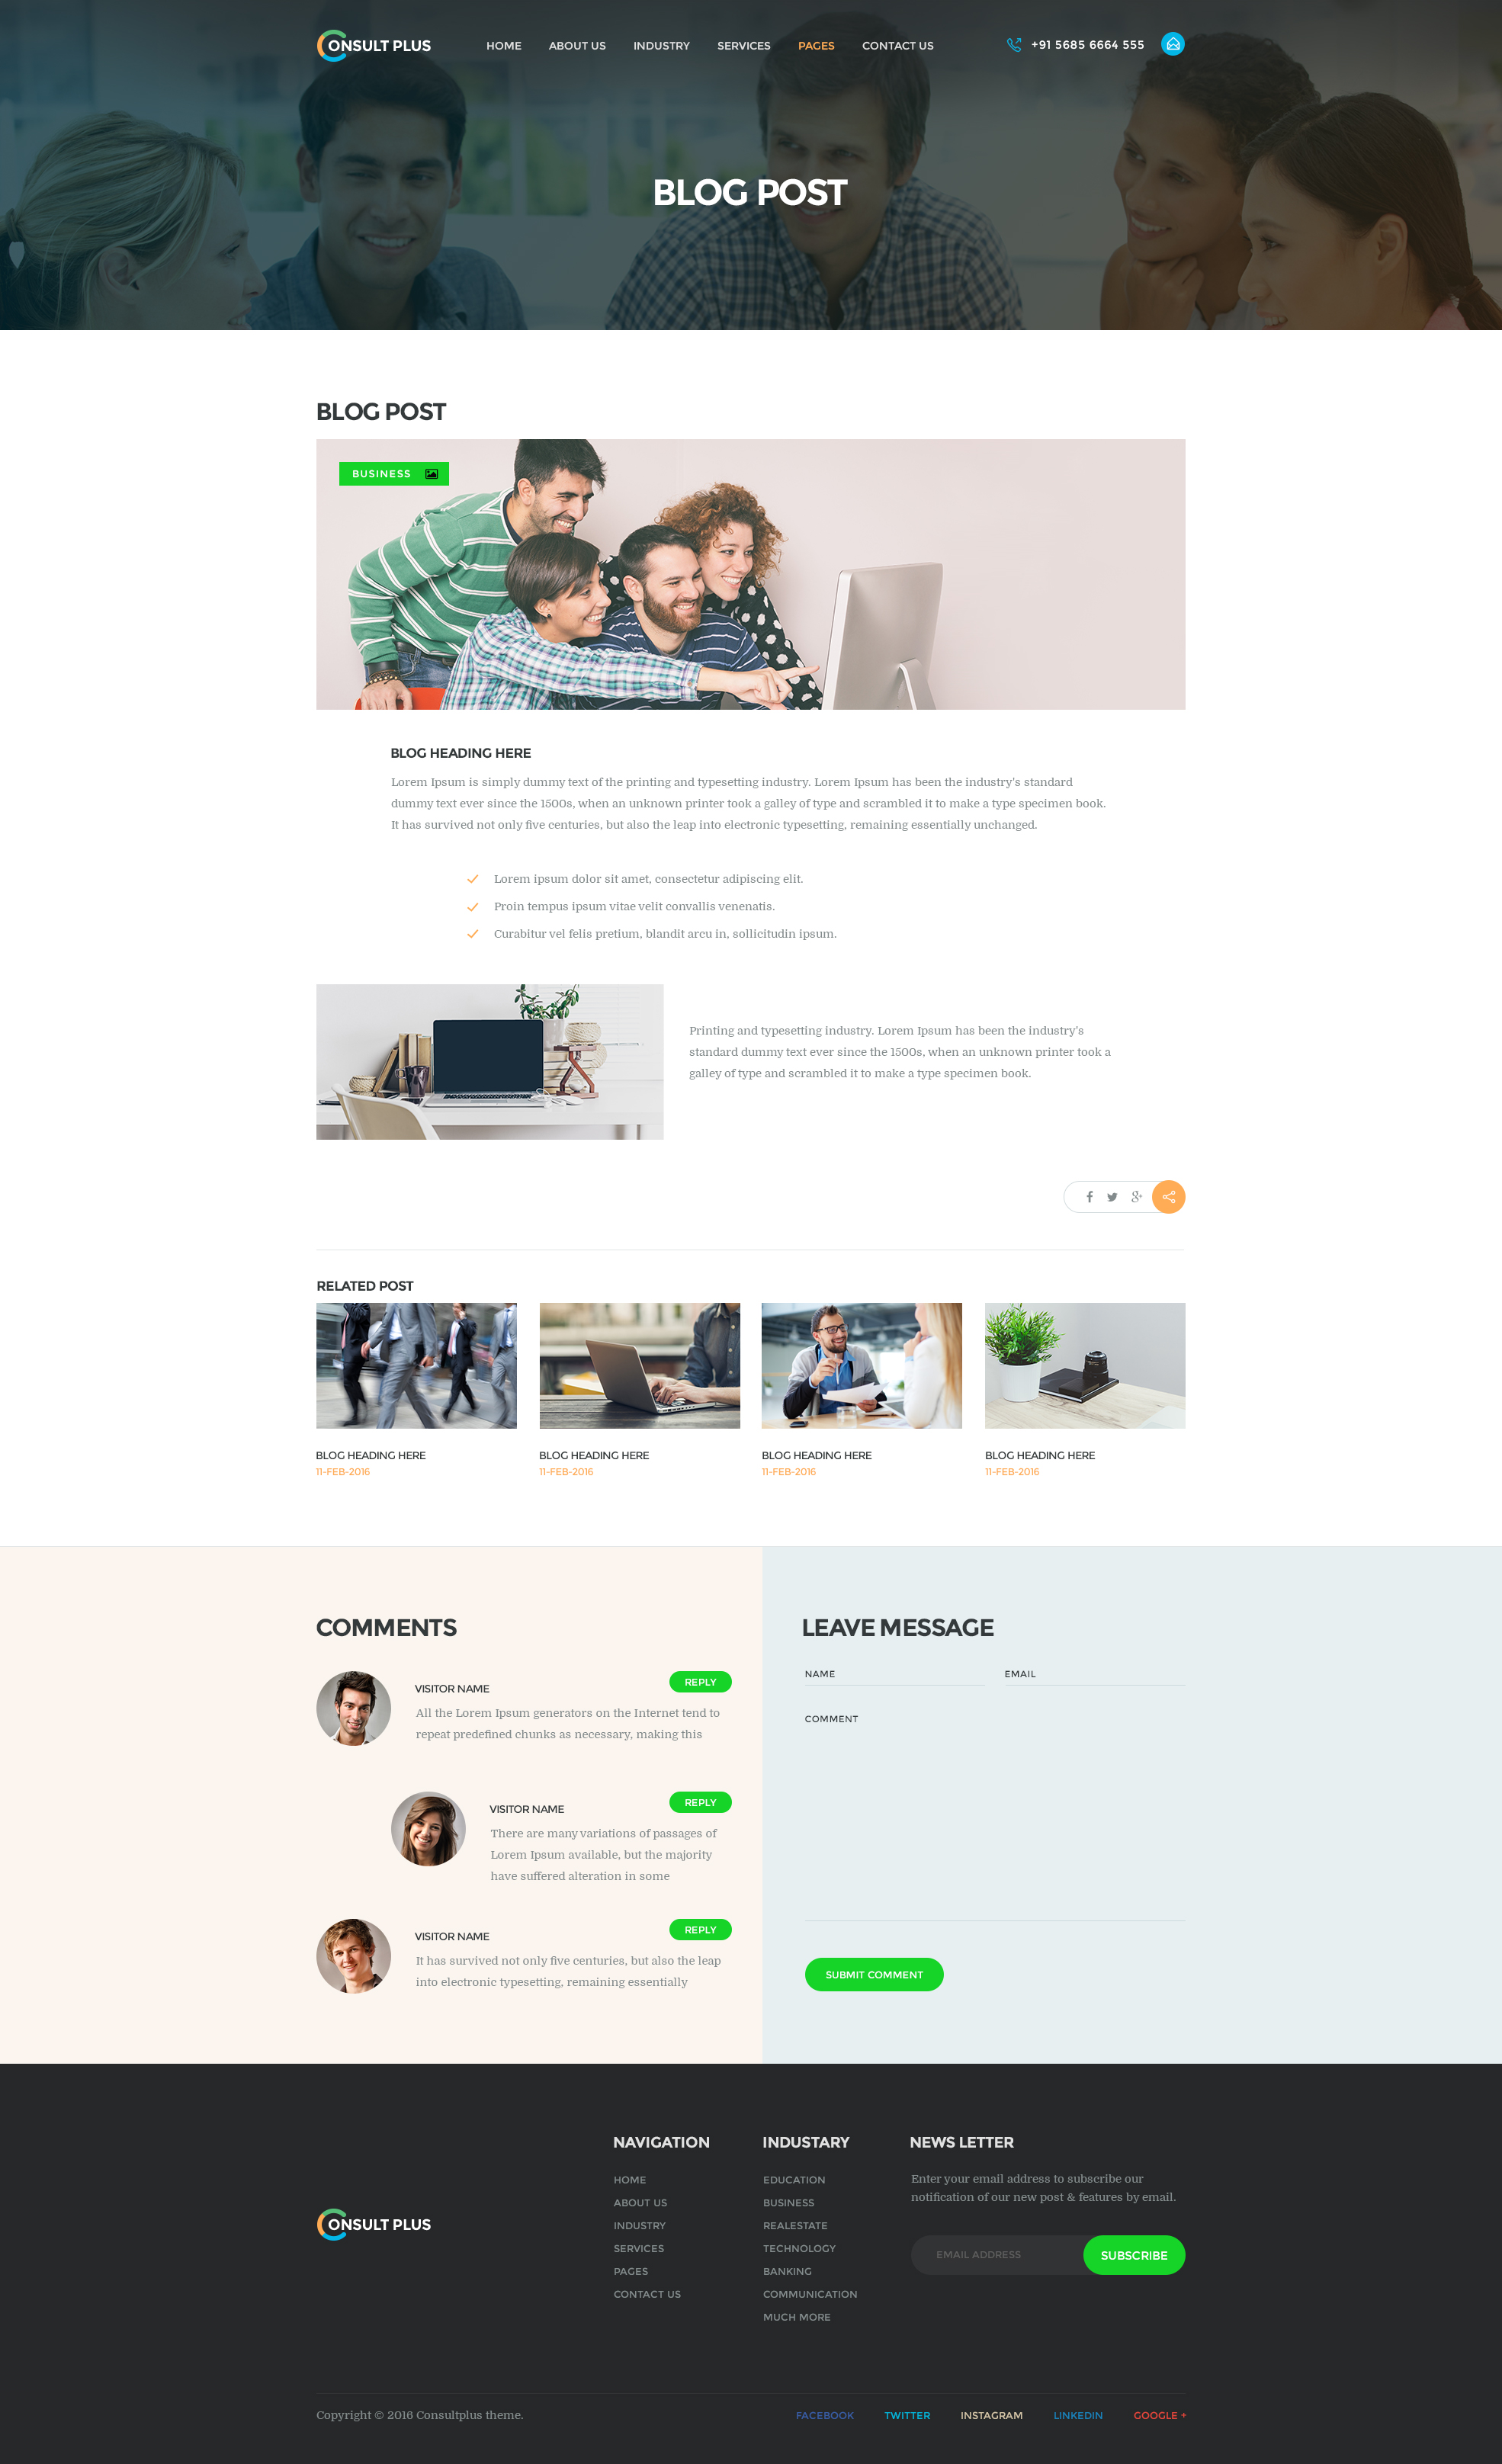 CONSULT PLUS
HOME ABOUT US INDUSTRY SERVICES PAGES CONTACT US
+91 5685 6664 555
BLOG POST
BLOG POST
BUSINESS
BLOG HEADING HERE
Lorem Ipsum is simply dummy text of the printing and typesetting industry. Lorem Ipsum has been the industry's standard
dummy text ever since the 1500s, when an unknown printer took a galley of type and scrambled it to make a type specimen book.
It has survived not only five centuries, but also the leap into electronic typesetting, remaining essentially unchanged.
Lorem ipsum dolor sit amet, consectetur adipiscing elit.
Proin tempus ipsum vitae velit convallis venenatis.
Curabitur vel felis pretium, blandit arcu in, sollicitudin ipsum.
Printing and typesetting industry. Lorem Ipsum has been the industry's
standard dummy text ever since the 1500s, when an unknown printer took a
galley of type and scrambled it to make a type specimen book.
RELATED POST
BLOG HEADING HERE
11-FEB-2016
BLOG HEADING HERE
11-FEB-2016
BLOG HEADING HERE
11-FEB-2016
BLOG HEADING HERE
11-FEB-2016
COMMENTS
VISITOR NAME
REPLY
All the Lorem Ipsum generators on the Internet tend to
repeat predefined chunks as necessary, making this
VISITOR NAME
REPLY
There are many variations of passages of
Lorem Ipsum available, but the majority
have suffered alteration in some
VISITOR NAME
REPLY
It has survived not only five centuries, but also the leap
into electronic typesetting, remaining essentially
LEAVE MESSAGE
NAME
EMAIL
COMMENT
SUBMIT COMMENT
CONSULT PLUS
NAVIGATION
HOME
ABOUT US
INDUSTRY
SERVICES
PAGES
CONTACT US
INDUSTARY
EDUCATION
BUSINESS
REALESTATE
TECHNOLOGY
BANKING
COMMUNICATION
MUCH MORE
NEWS LETTER
Enter your email address to subscribe our
notification of our new post & features by email.
EMAIL ADDRESS
SUBSCRIBE
Copyright © 2016 Consultplus theme.
FACEBOOK TWITTER INSTAGRAM LINKEDIN GOOGLE +